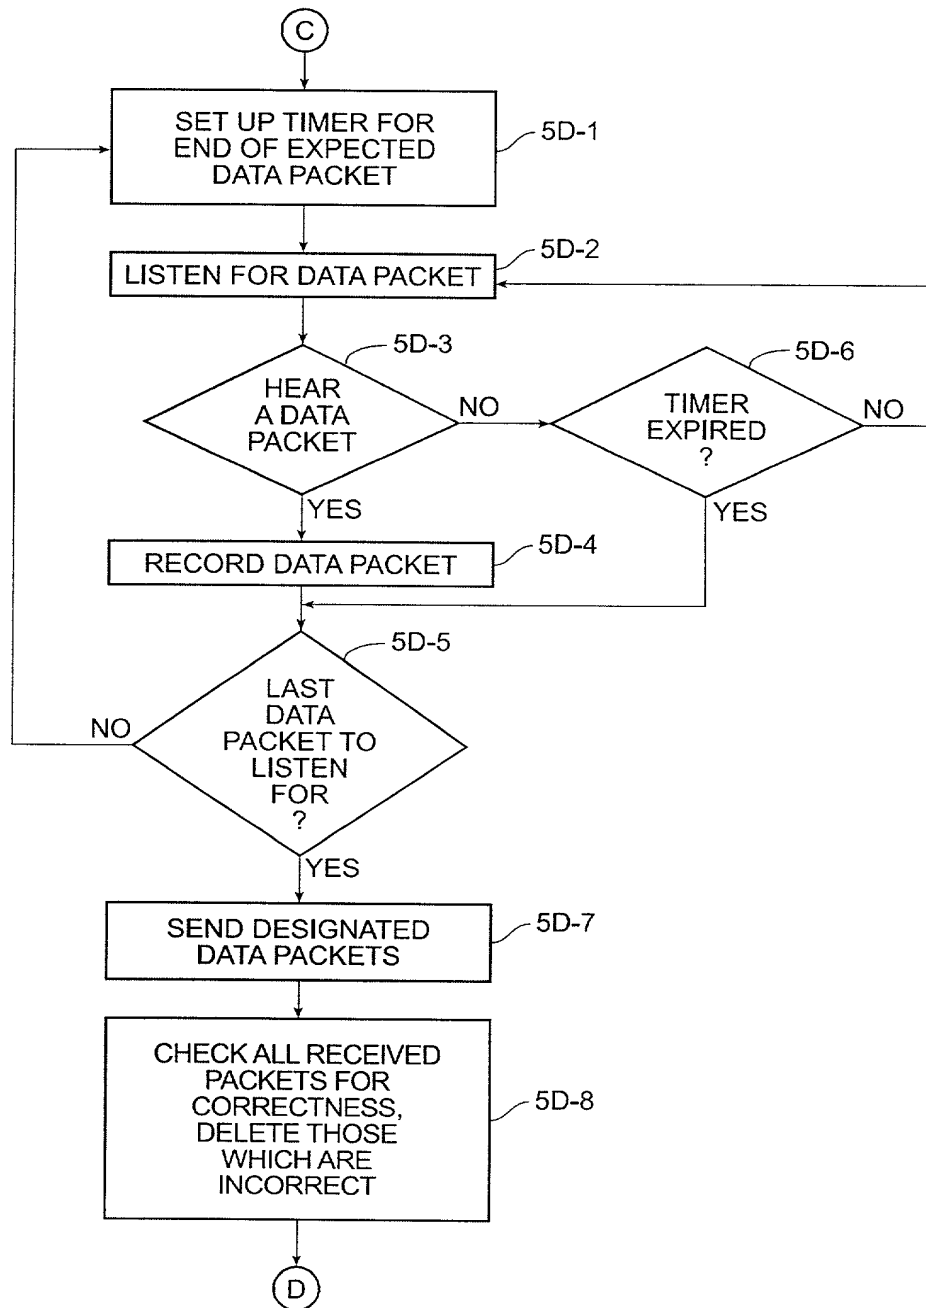 C
SET UP TIMER FOR
END OF EXPECTED
DATA PACKET
5D-1
5D-2
LISTEN FOR DATA PACKET
5D-3
5D-6
HEAR
A DATA
PACKET
NO
TIMER
EXPIRED
?
NO
YES
YES
5D-4
RECORD DATA PACKET
5D-5
LAST
DATA
PACKET TO
LISTEN
FOR
?
NO
YES
SEND DESIGNATED
DATA PACKETS
5D-7
CHECK ALL RECEIVED
PACKETS FOR
CORRECTNESS,
DELETE THOSE
WHICH ARE
INCORRECT
5D-8
D